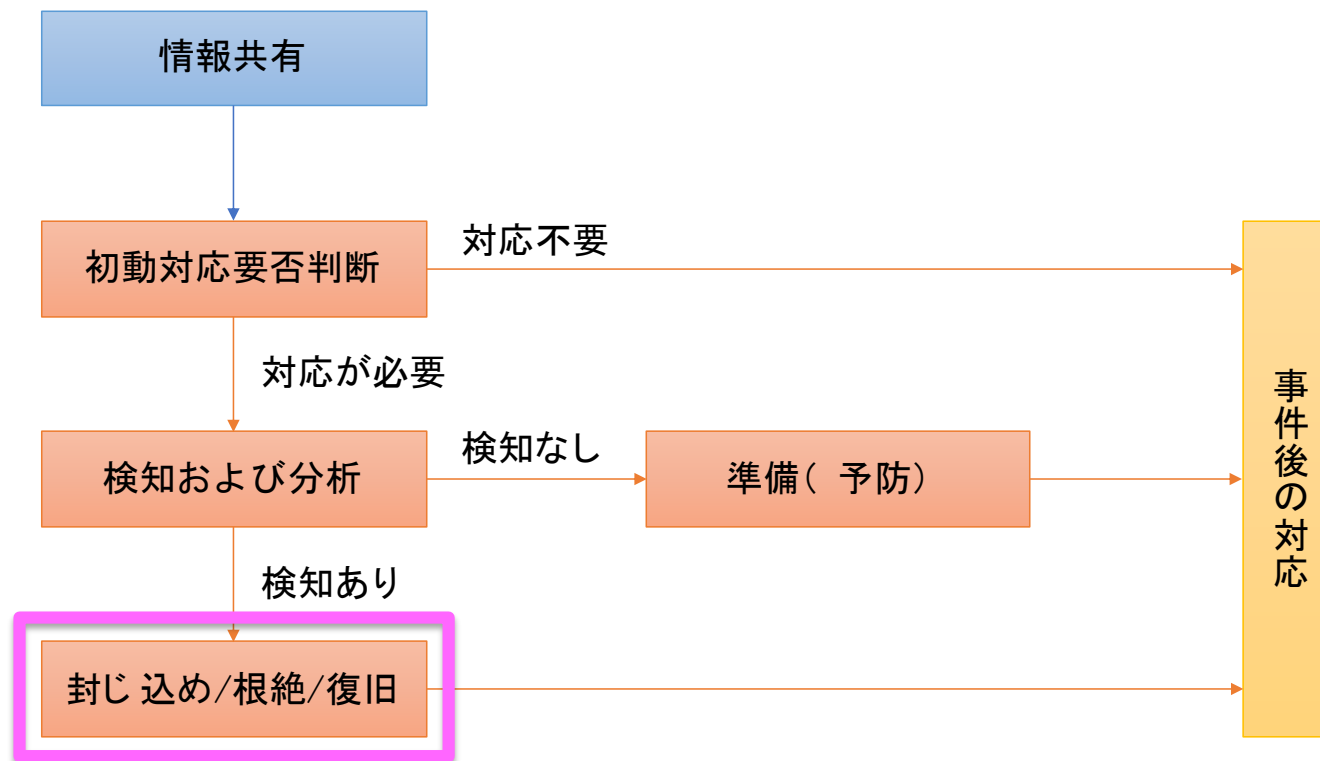 情報共有
初動対応要否判断
対応不要
対応が必要
検知および分析
検知なし
準備( 予防)
検知あり
封じ 込め/根絶/復旧
事件後の対応